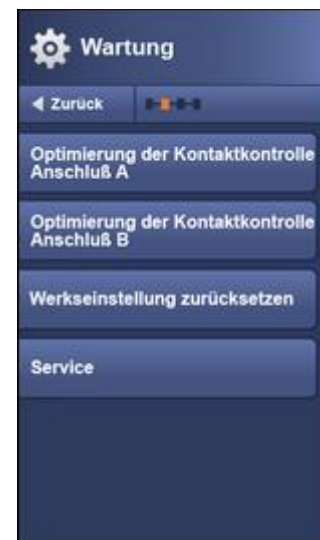 Wartung
Zurück
Optimierung der Kontaktkontrolle
Anschluß A
Optimierung der Kontaktkontrolle
Anschluß B
Werkseinstellung zurücksetzen
Service